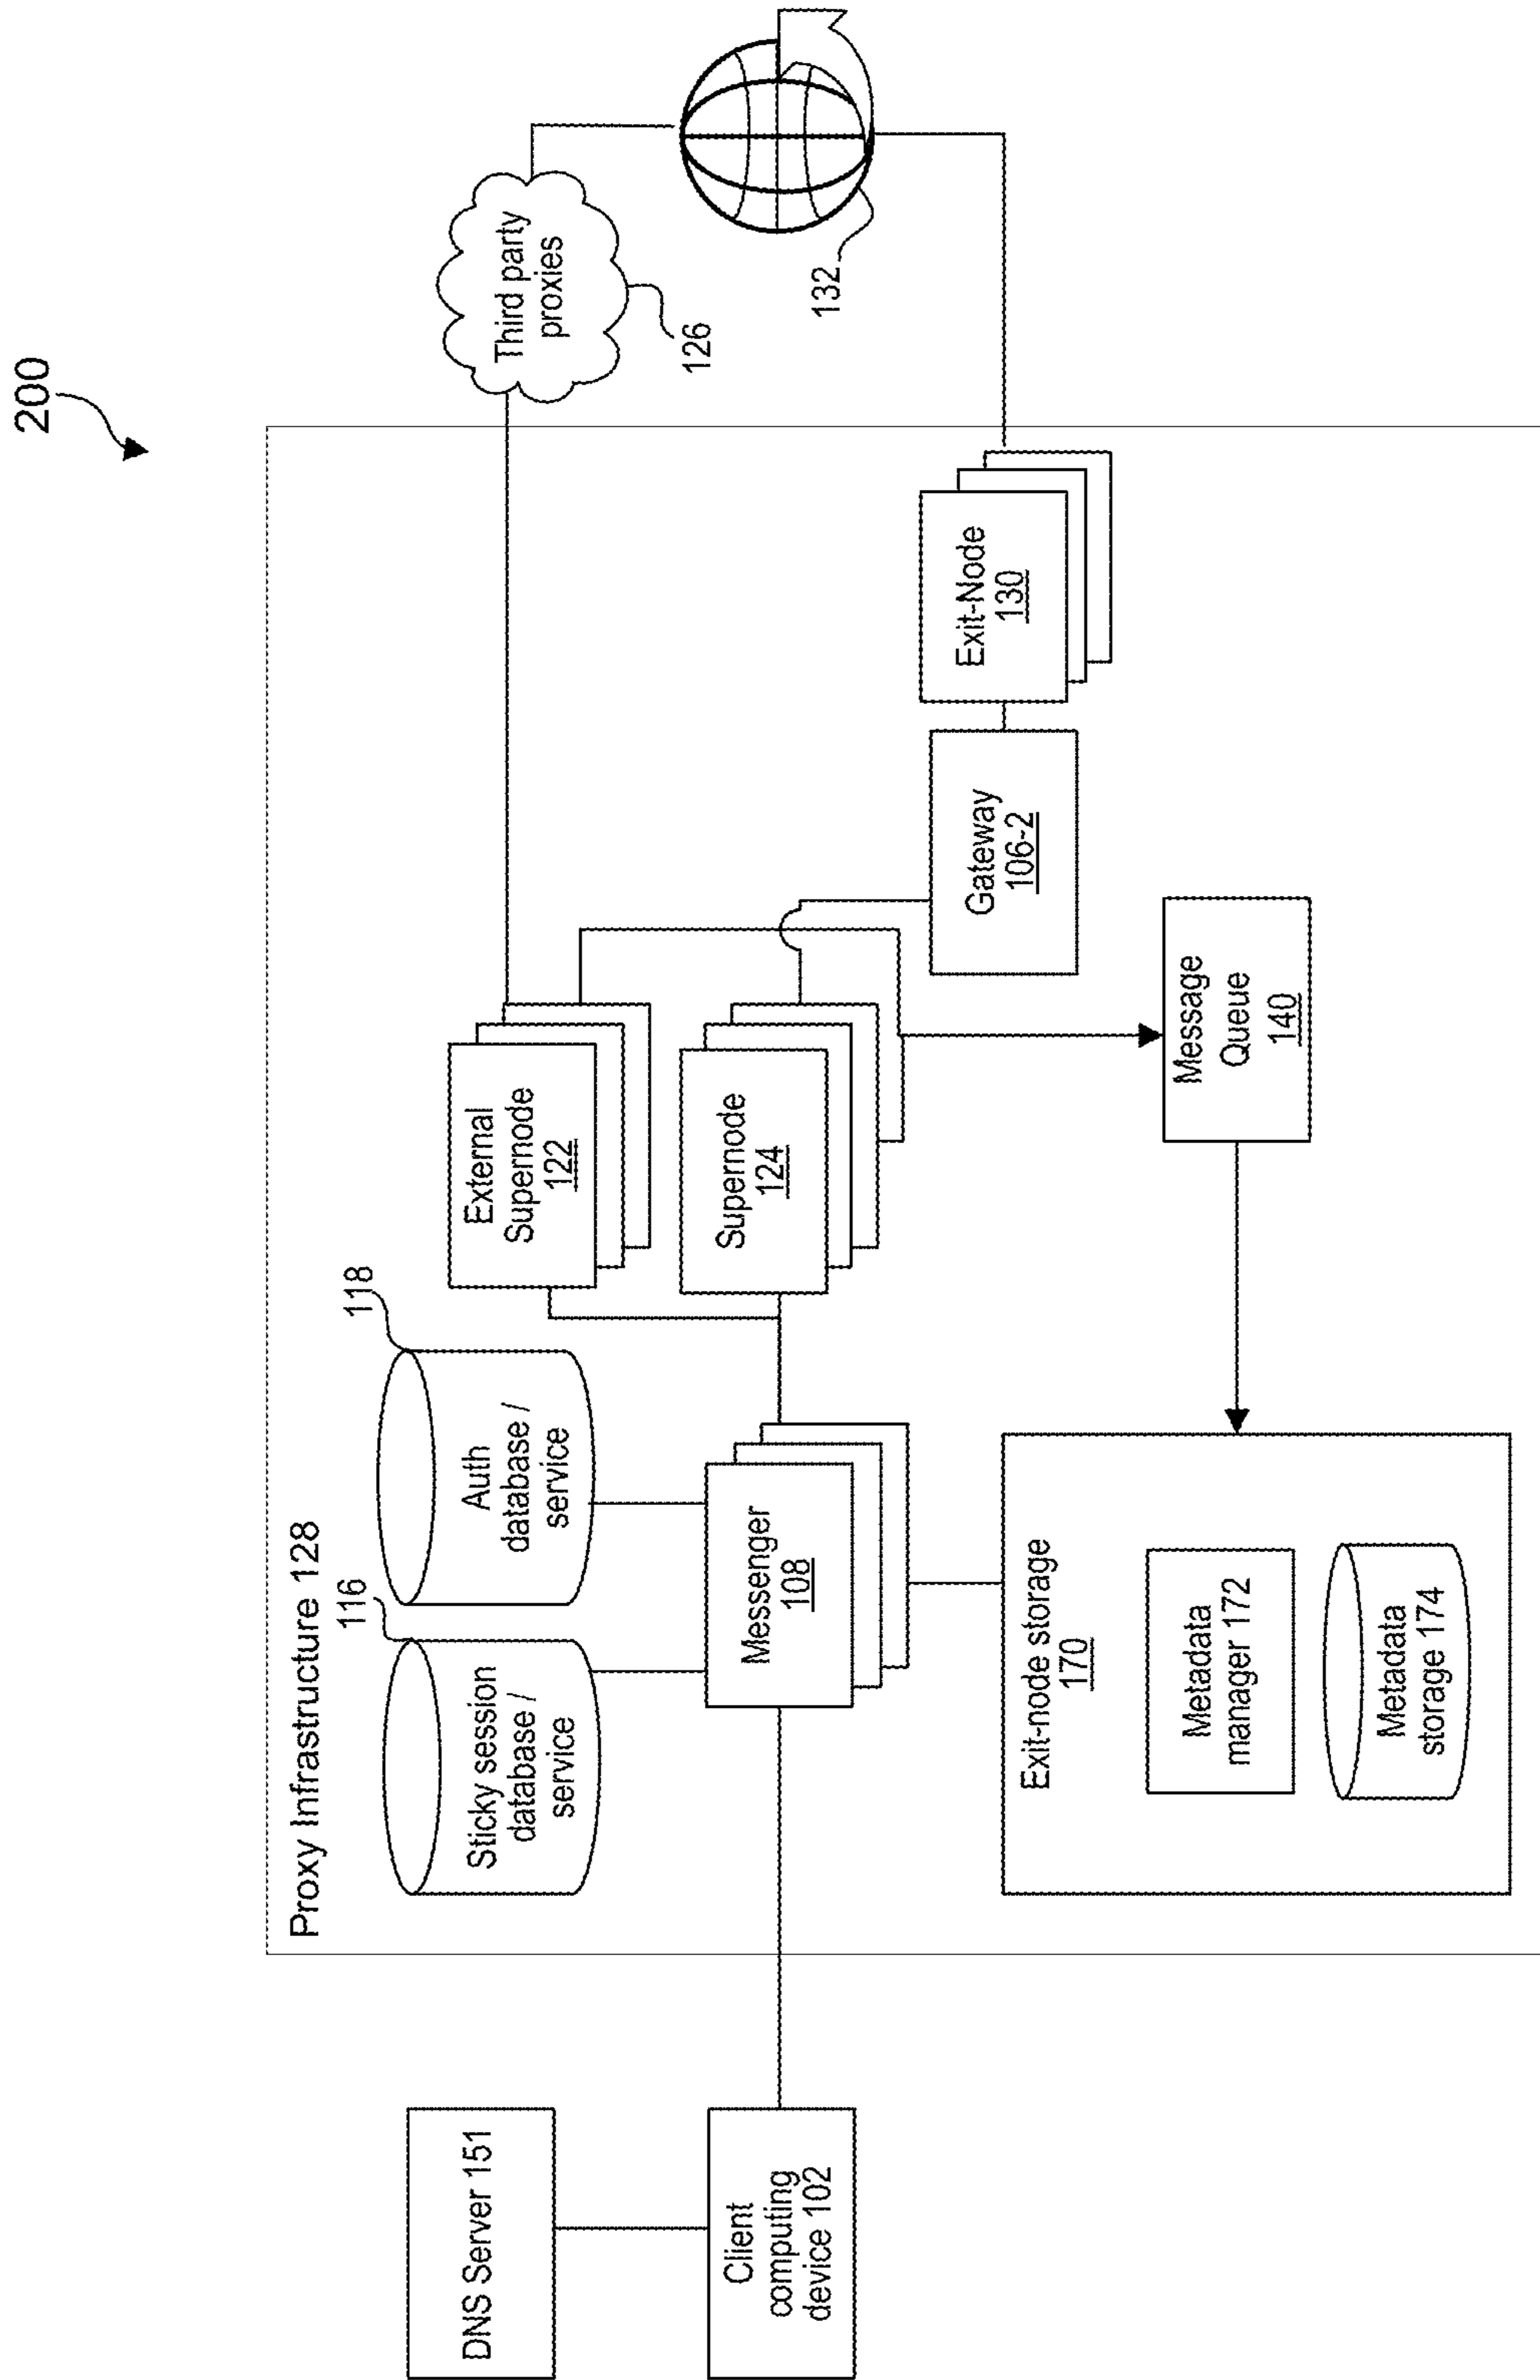 200
Proxy Infrastructure 128
DNS Server 151
Client
computing
device 102
116
Sticky session
database /
service
118
Auth
database /
service
Messenger
108
External
Supernode
122
Supernode
124
Third party
proxies
126
132
Gateway
106-2
Exit-Node
130
Message
Queue
140
Exit-node storage
170
Metadata
manager 172
Metadata
storage 174